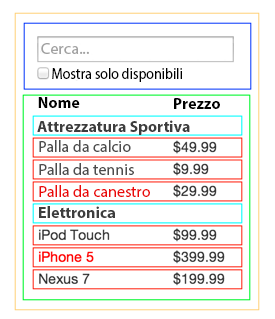 Cerca...
Mostra solo disponibili
Nome Prezzo
Attrezzatura Sportiva
Palla da calcio $49.99
Palla da tennis $9.99
Palla da canestro $29.99
Elettronica
iPod Touch $99.99
iPhone 5 $399.99
Nexus 7 $199.99